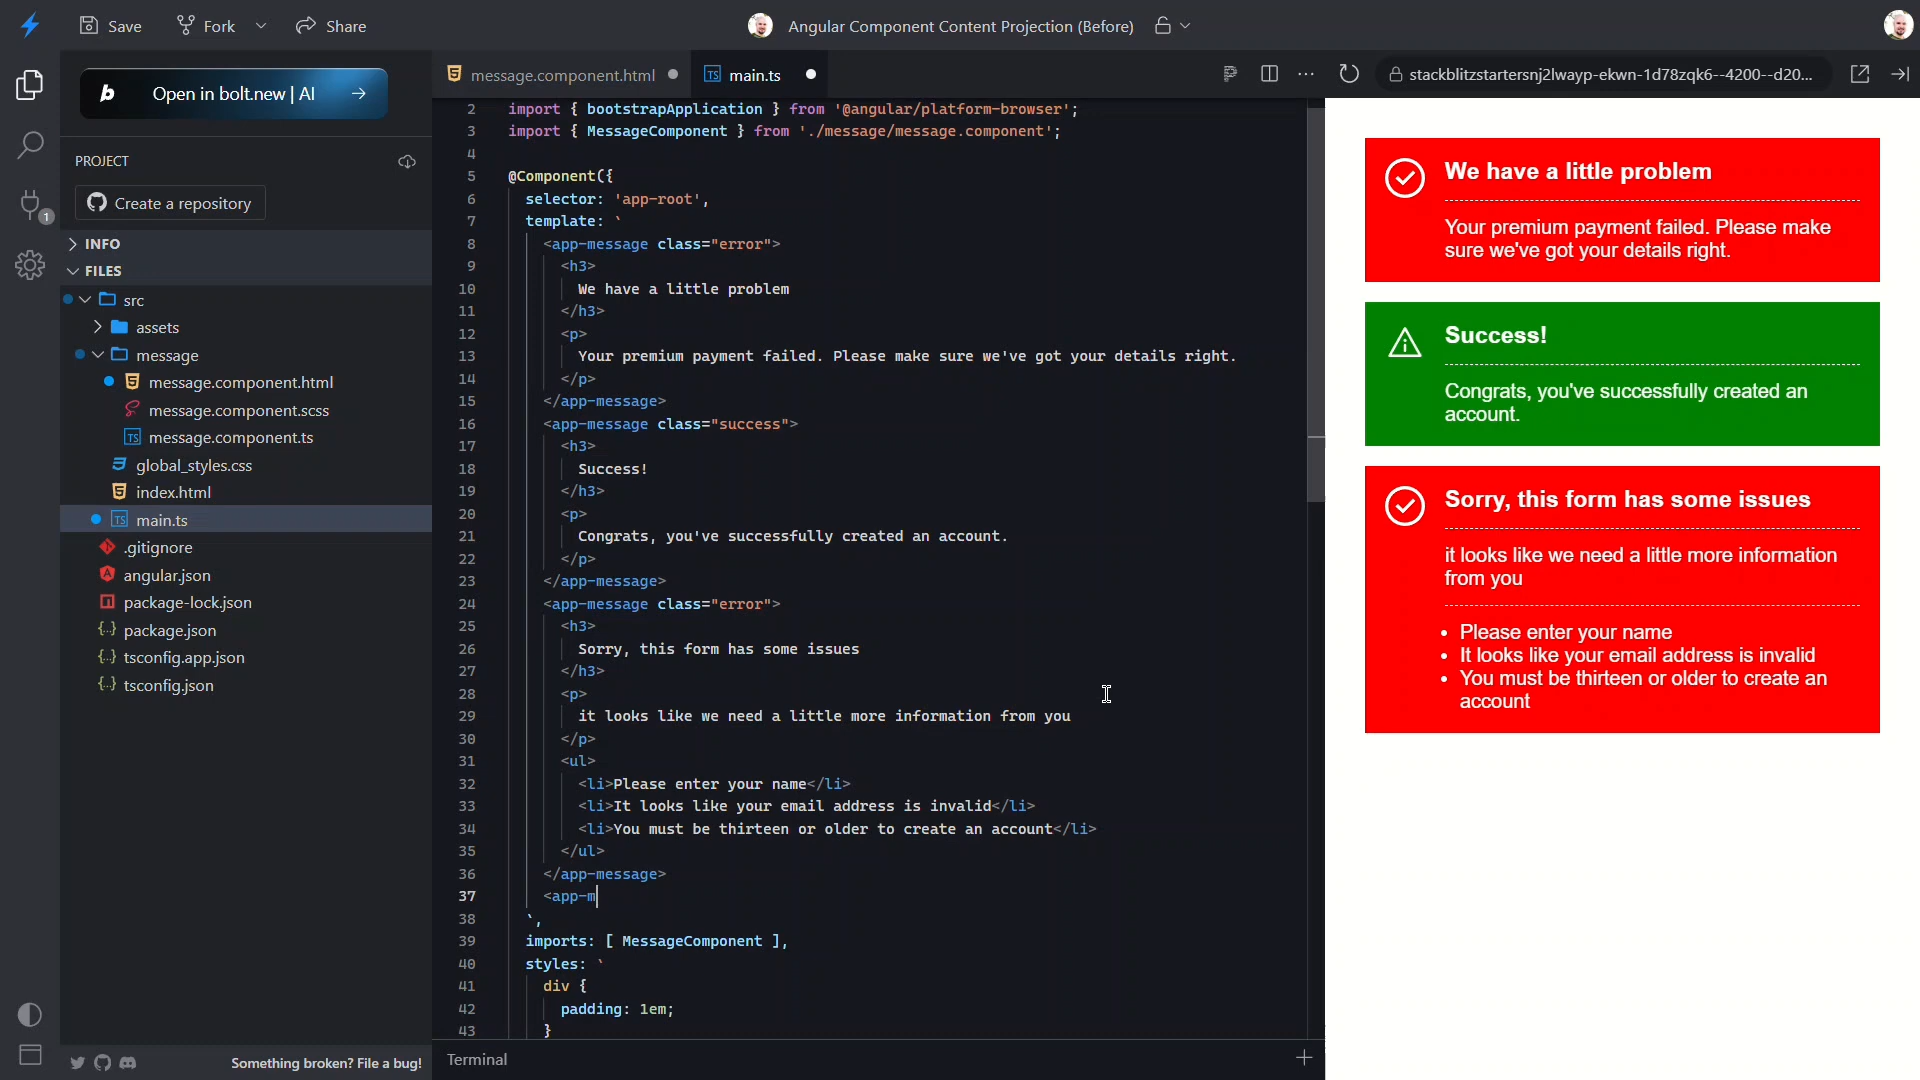 Save
Fork
Share
Angular Component Content Projection (Before)
b Open in bolt.new | AI
PROJECT
Create a repository
1
INFO
FILES
src
assets
message
message.component.html
message.component.scss
message.component.ts
global_styles.css
index.html
main.ts
.gitignore
angular.json
package-lock.json
package.json
tsconfig.app.json
tsconfig.json
Something broken? File a bug!
message.component.html
TS main.ts
stackblitzstartersnj2lwayp-ekwn-1d78zqk6--4200--d20...
2 import { bootstrapApplication } from '@angular/platform-browser';
3 import { MessageComponent } from './message/message.component';
4
5 @Component({
6 selector: 'app-root',
7 template: `
8 <app-message class="error">
9 <h3>
10 We have a little problem
11 </h3>
12 <p>
13 Your premium payment failed. Please make sure we've got your details right.
14 </p>
15 </app-message>
16 <app-message class="success">
17 <h3>
18 Success!
19 </h3>
20 <p>
21 Congrats, you've successfully created an account.
22 </p>
23 </app-message>
24 <app-message class="error">
25 <h3>
26 Sorry, this form has some issues
27 </h3>
28 <p>
29 it looks like we need a little more information from you
30 </p>
31 <ul>
32 <li>Please enter your name</li>
33 <li>It looks like your email address is invalid</li>
34 <li>You must be thirteen or older to create an account</li>
35 </ul>
36 </app-message>
37 <app-m
38 `,
39 imports: [ MessageComponent ],
40 styles: `
41 div {
42 padding: 1em;
43 }
Terminal
We have a little problem
Your premium payment failed. Please make
sure we've got your details right.
Success!
Congrats, you've successfully created an
account.
Sorry, this form has some issues
it looks like we need a little more information
from you
• Please enter your name
• It looks like your email address is invalid
• You must be thirteen or older to create an
account